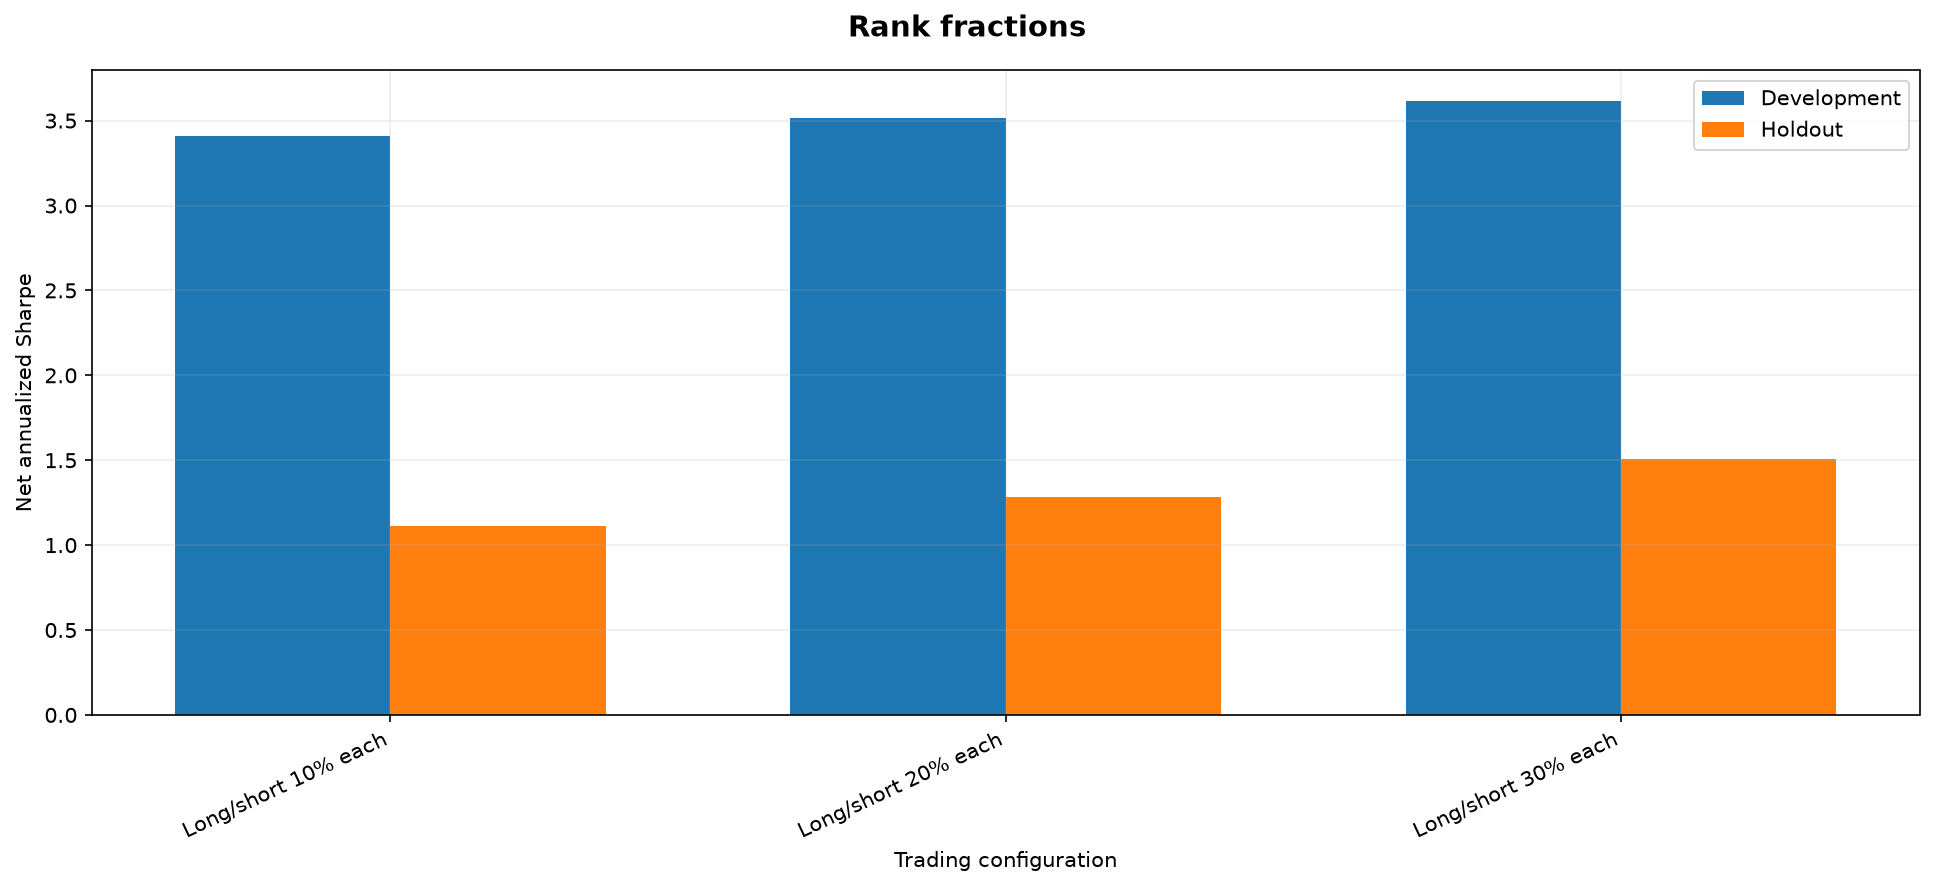 Rank fractions
Development
Holdout
Net annualized Sharpe
3.5
3.0
2.5
2.0
1.5
1.0
0.5
0.0
Long/short 10% each
Long/short 20% each
Long/short 30% each
Trading configuration